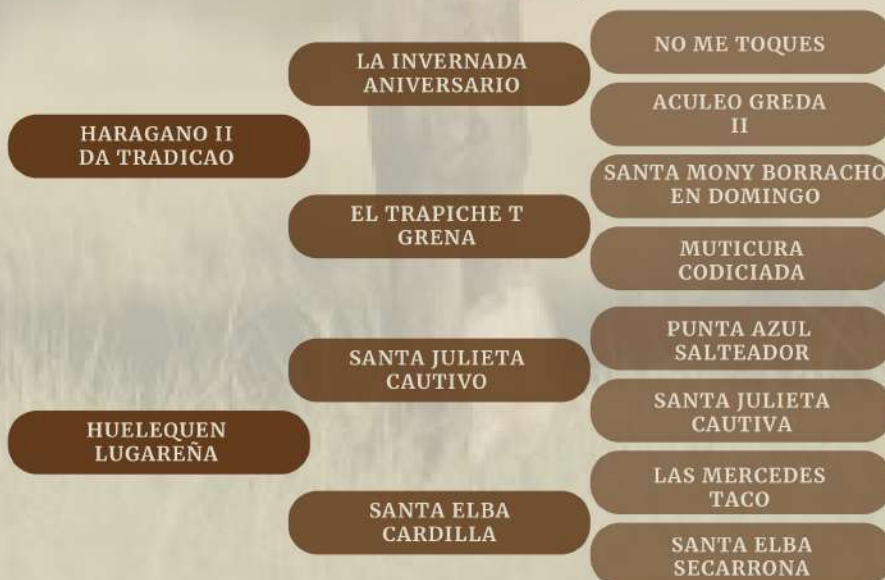 HARAGANO II
DA TRADICAO
HUELEQUEN
LUGAREÑA
LA INVERNADA
ANIVERSARIO
EL TRAPICHE T
GRENA
SANTA JULIETA
CAUTIVO
SANTA ELBA
CARDILLA
NO ME TOQUES
ACULEO GREDA
II
SANTA MONY BORRACHO
EN DOMINGO
MUTICURA
CODICIADA
PUNTA AZUL
SALTEADOR
SANTA JULIETA
CAUTIVA
LAS MERCEDES
TACO
SANTA ELBA
SECARRONA